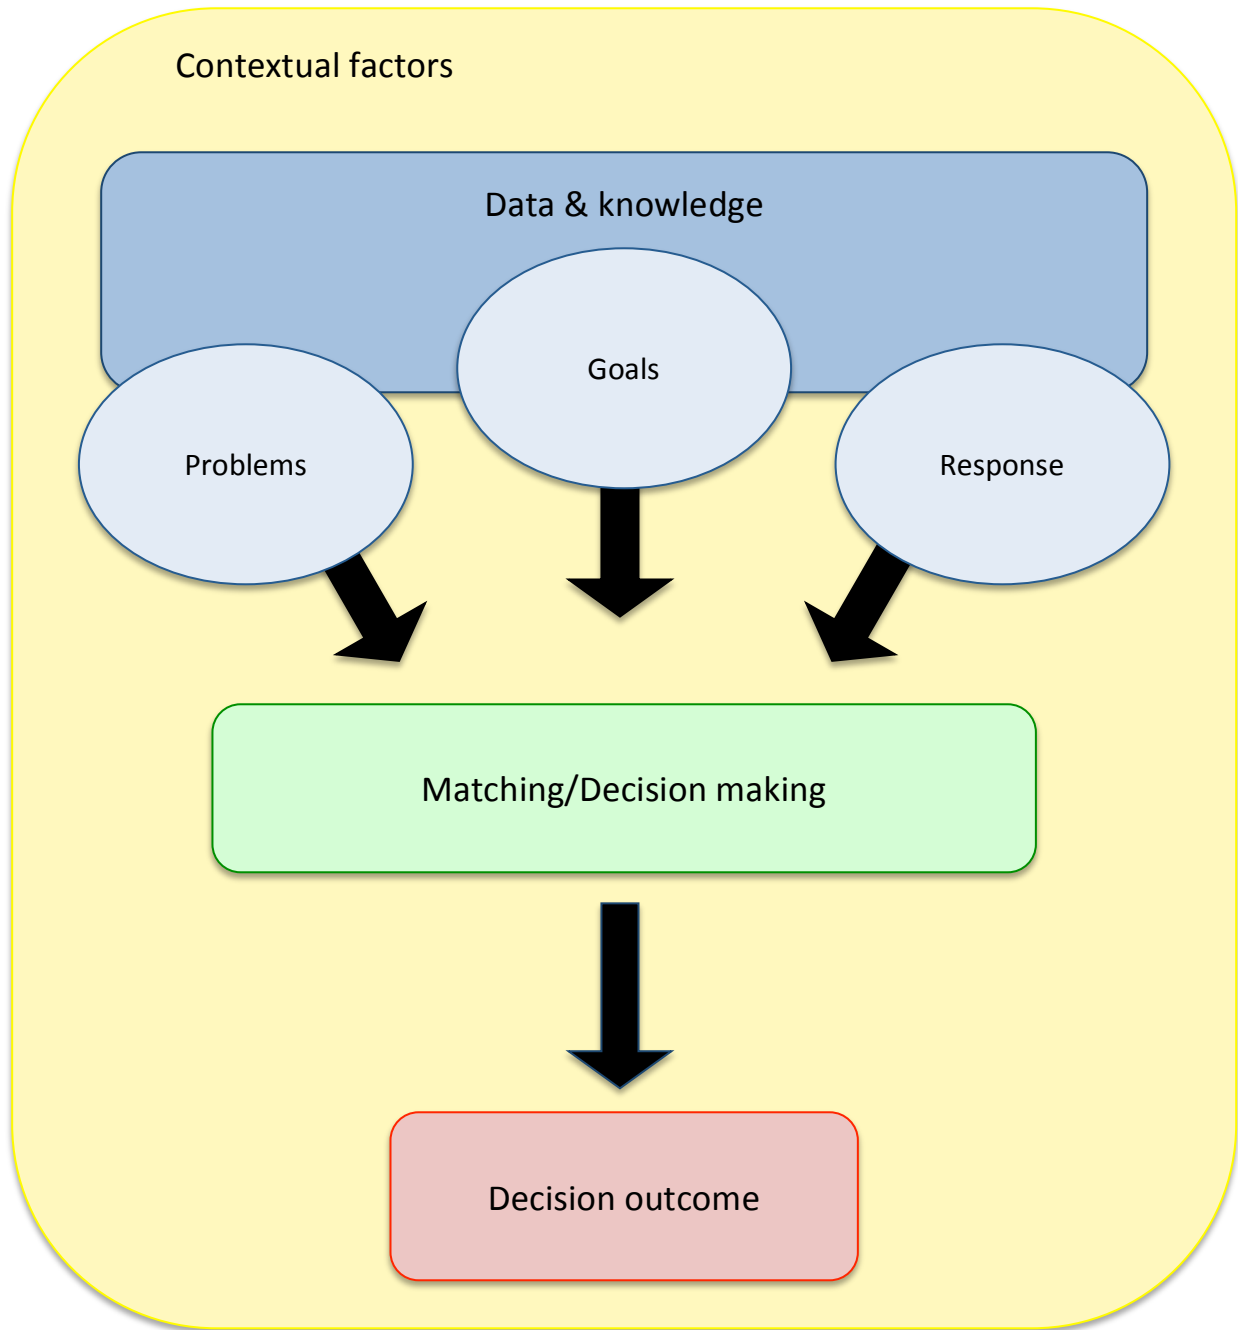 Contextual factors
Data & knowledge
Goals
Problems
Response
Matching/Decision making
Decision outcome